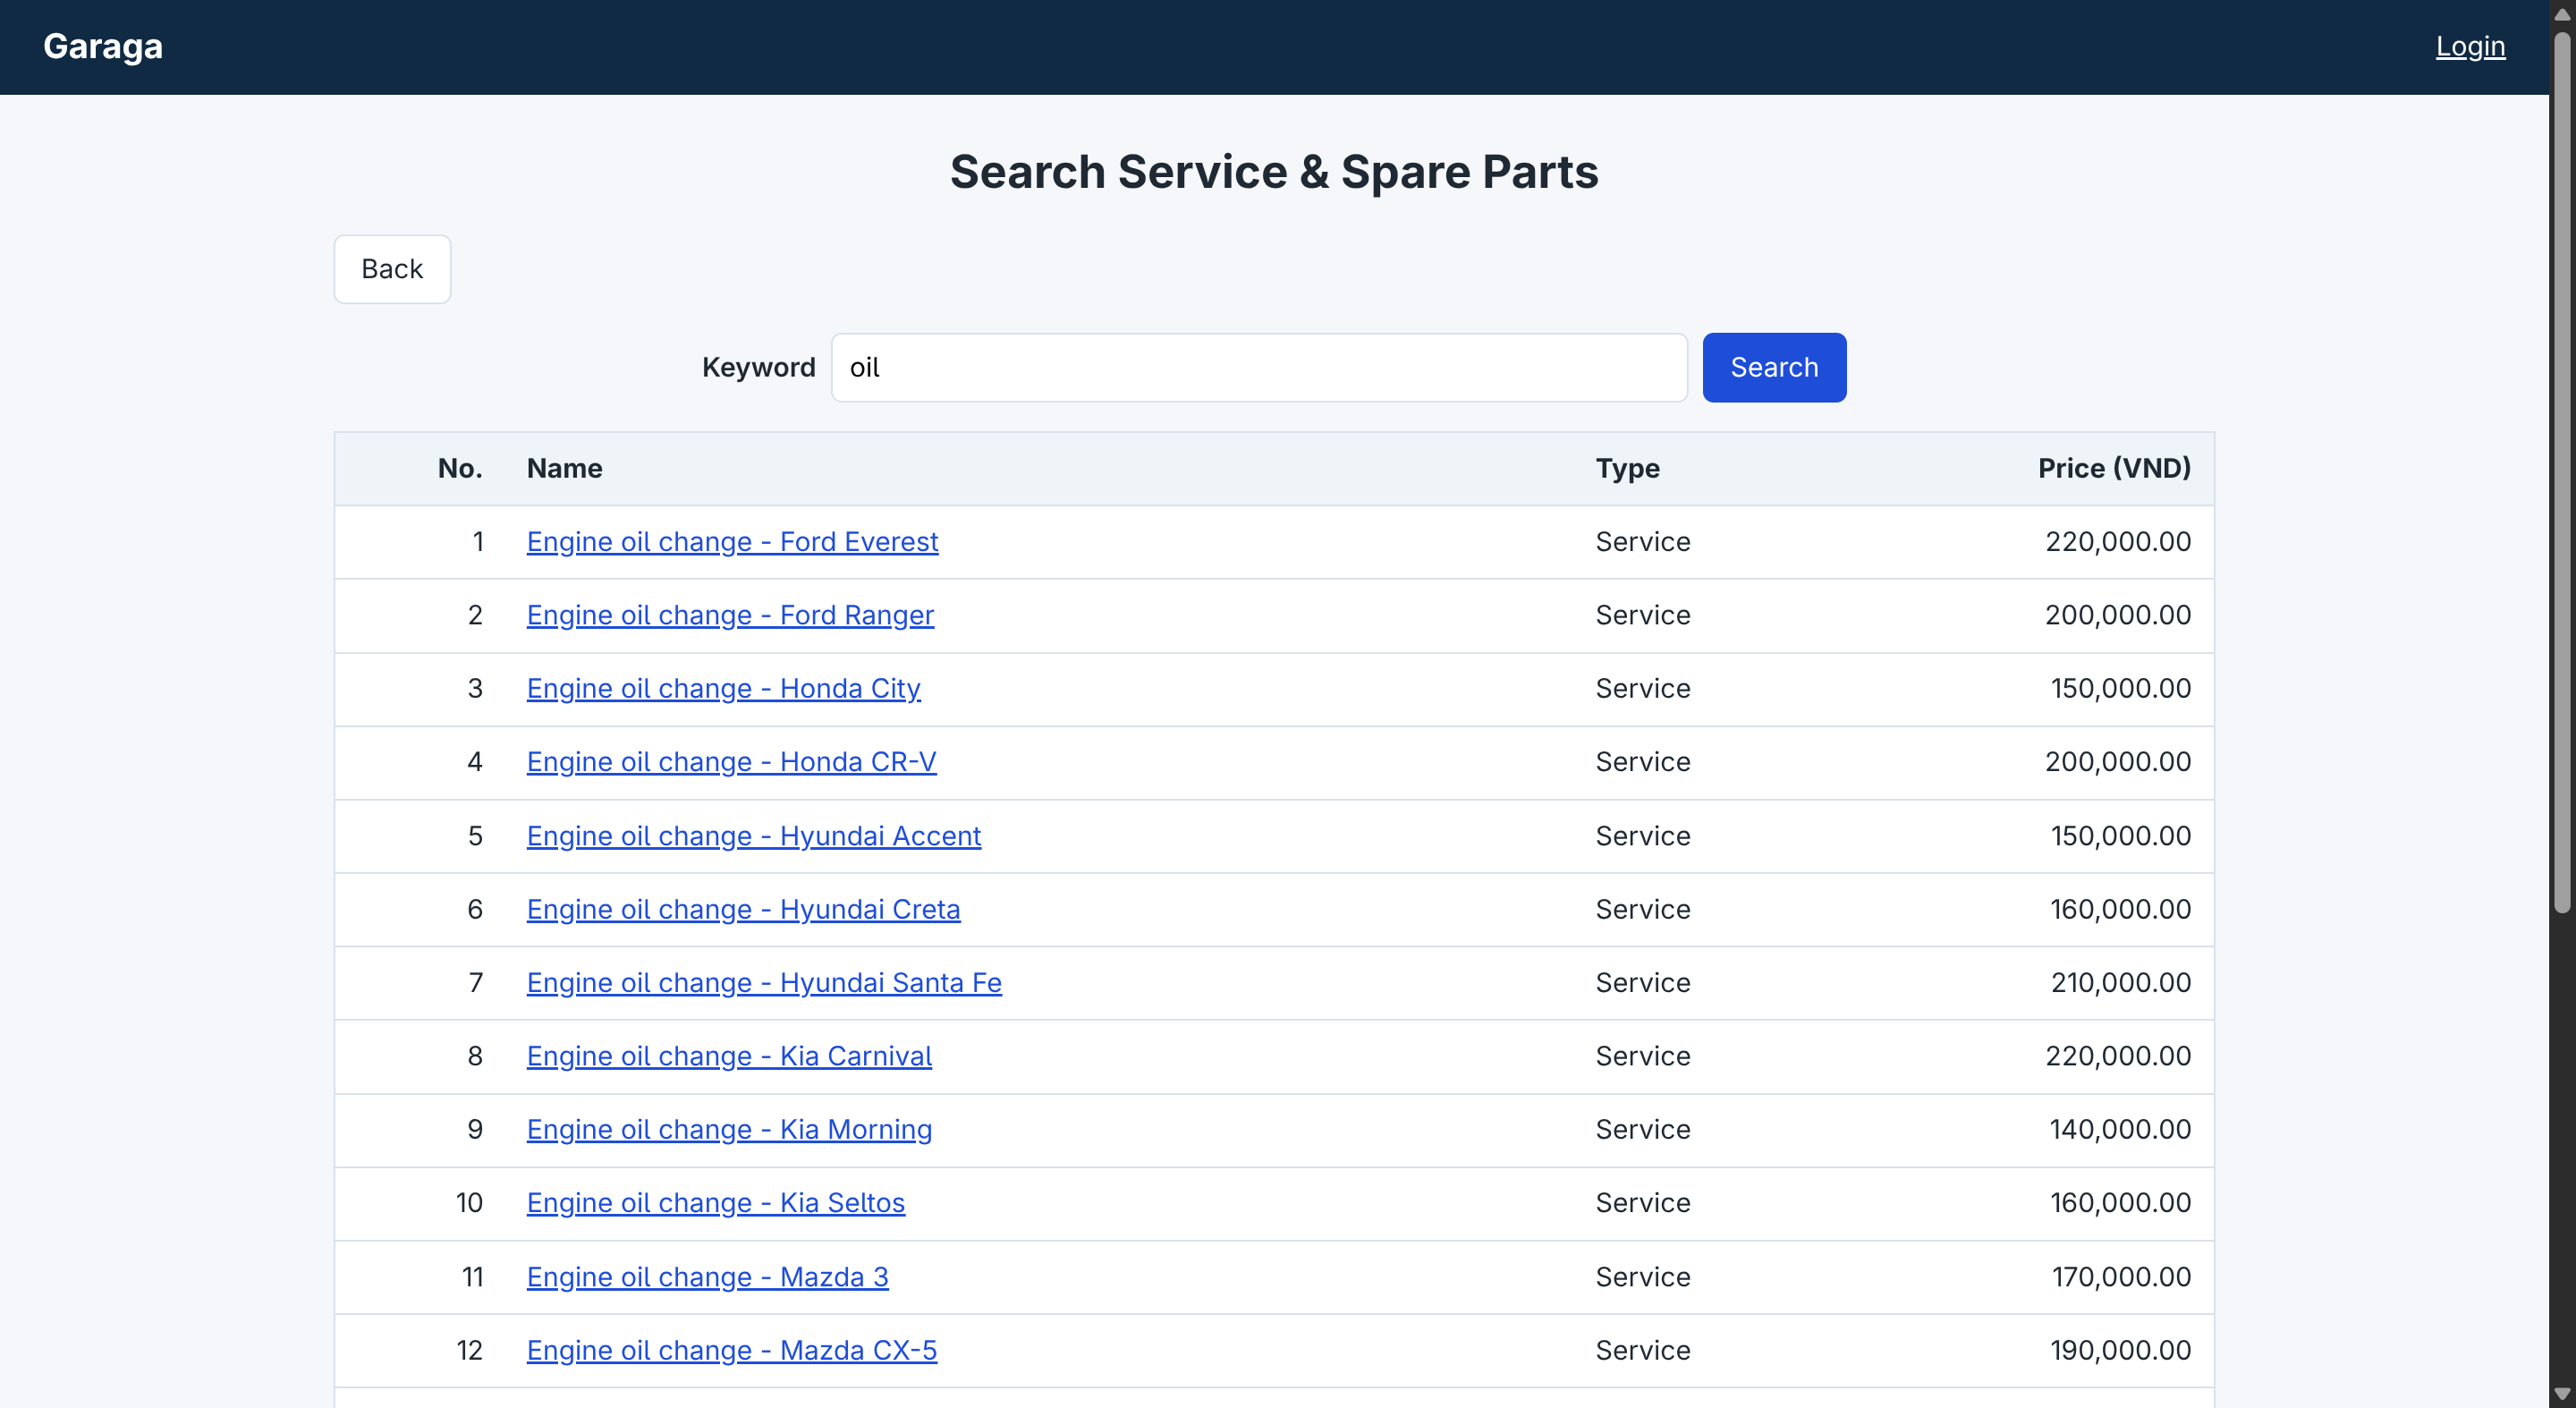 Garaga Login
Search Service & Spare Parts
Back
Keyword oil Search
No. Name Type Price (VND)
1 Engine oil change - Ford Everest Service 220,000.00
2 Engine oil change - Ford Ranger Service 200,000.00
3 Engine oil change - Honda City Service 150,000.00
4 Engine oil change - Honda CR-V Service 200,000.00
5 Engine oil change - Hyundai Accent Service 150,000.00
6 Engine oil change - Hyundai Creta Service 160,000.00
7 Engine oil change - Hyundai Santa Fe Service 210,000.00
8 Engine oil change - Kia Carnival Service 220,000.00
9 Engine oil change - Kia Morning Service 140,000.00
10 Engine oil change - Kia Seltos Service 160,000.00
11 Engine oil change - Mazda 3 Service 170,000.00
12 Engine oil change - Mazda CX-5 Service 190,000.00